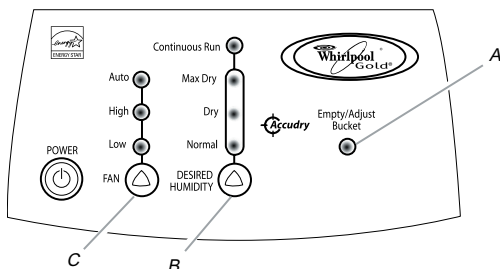 Continuous Run
energy
ENERGY STAR
Whirlpool
Gold®
A
Auto
Max Dry
High
Dry
Accudry
Empty/Adjust
Bucket
Low
Normal
POWER
FAN
DESIRED
HUMIDITY
C
B